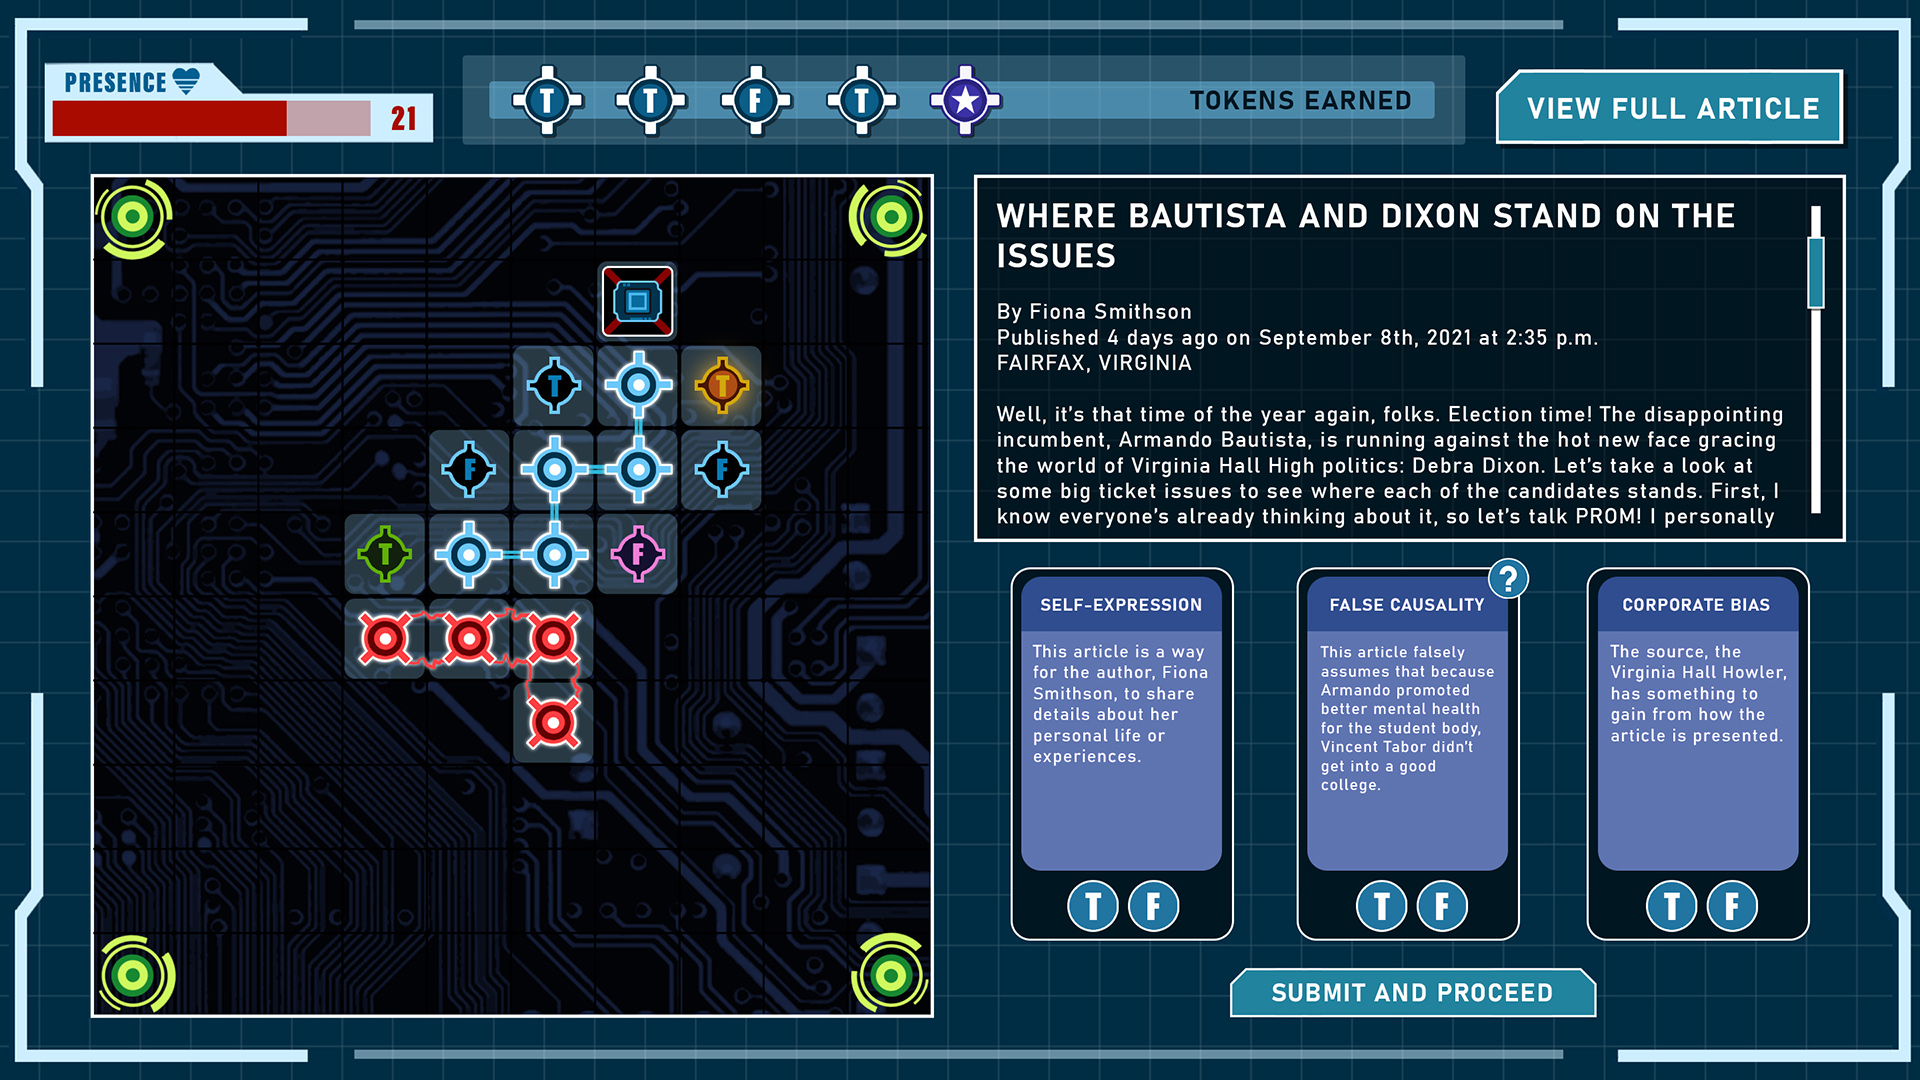 PRESENCE
21
T T F T
TOKENS EARNED
VIEW FULL ARTICLE
T T
F F
T F
WHERE BAUTISTA AND DIXON STAND ON THE
ISSUES
By Fiona Smithson
Published 4 days ago on September 8th, 2021 at 2:35 p.m.
FAIRFAX, VIRGINIA
Well, it's that time of the year again, folks. Election time! The disappointing
incumbent, Armando Bautista, is running against the hot new face gracing
the world of Virginia Hall High politics: Debra Dixon. Let's take a look at
some big ticket issues to see where each of the candidates stands. First, I
know everyone's already thinking about it, so let's talk PROM! I personally
SELF-EXPRESSION
This article is a way
for the author, Fiona
Smithson, to share
details about her
personal life or
experiences.
T F
?
FALSE CAUSALITY
This article falsely
assumes that because
Armando promoted
better mental health
for the student body,
Vincent Tabor didn't
get into a good
college.
T F
CORPORATE BIAS
The source, the
Virginia Hall Howler,
has something to
gain from how the
article is presented.
T F
SUBMIT AND PROCEED